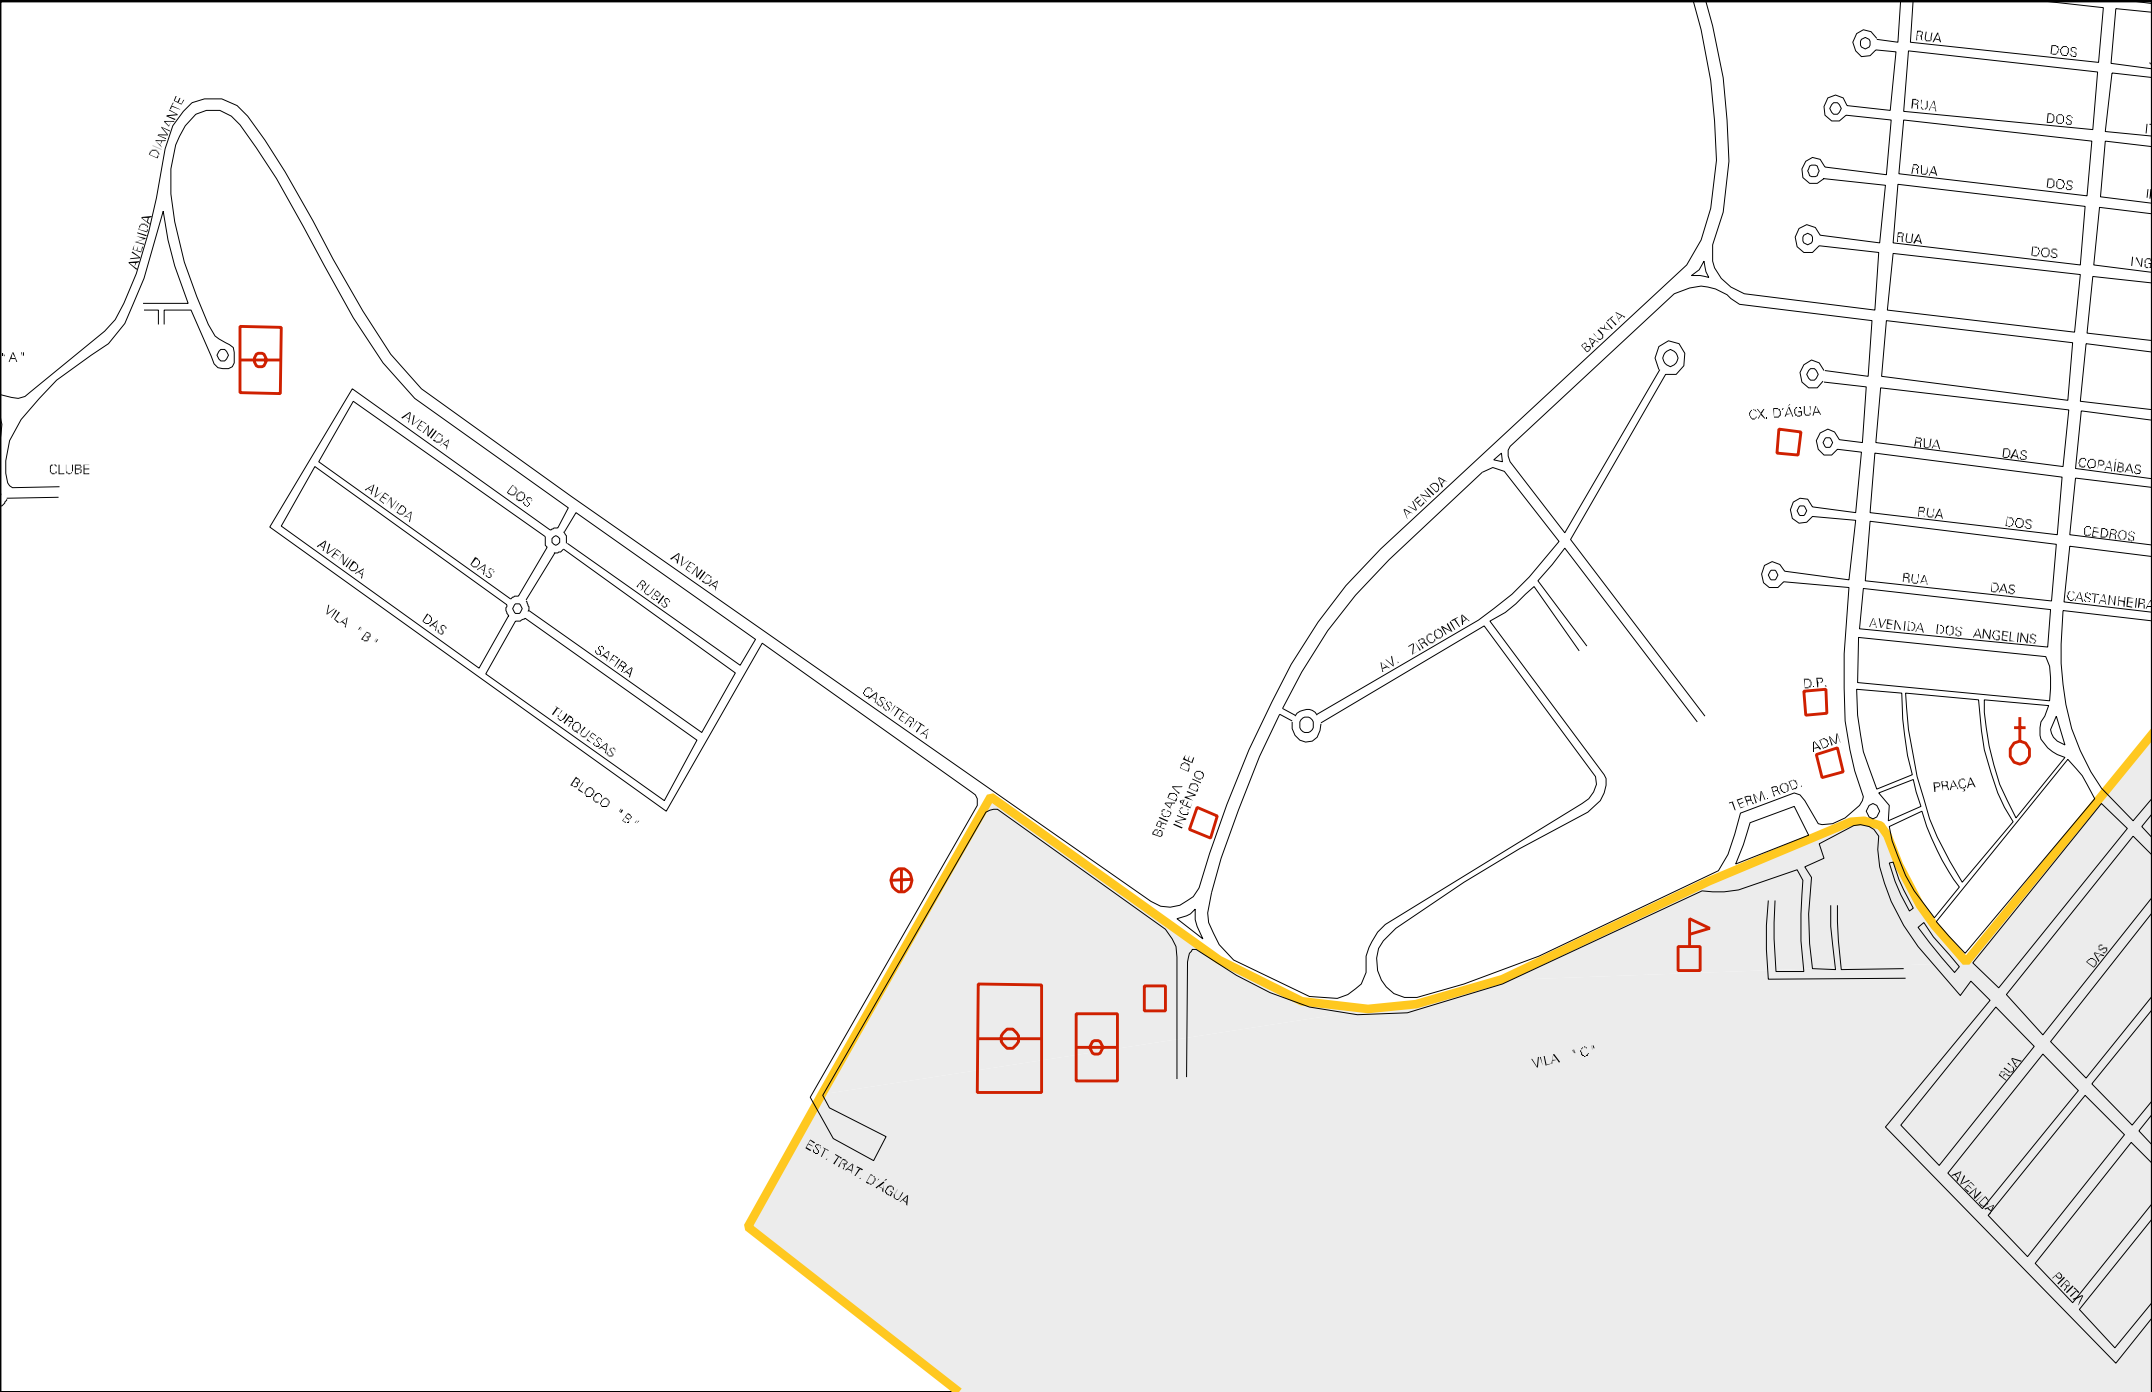 RUA DOS
RUA DOS
RUA DOS
RUA DOS
ING
AVENIDA DIAMANTE
"A"
CLUBE
AVENIDA DOS RUBIS
AVENIDA DAS SAFIRA
AVENIDA DAS TURQUESAS
VILA "B"
BLOCO "B"
AVENIDA CASSITERITA
AVENIDA BAUXITA
AV. ZIRCONITA
BRIGADA DE
INCÊNDIO
CX. D'ÁGUA
RUA DAS COPAÍBAS
RUA DOS CEDROS
RUA DAS CASTANHEIRA
AVENIDA DOS ANGELINS
D.P.
ADM
TERM. ROD.
PRAÇA
EST. TRAT. D'ÁGUA
VILA "C"
RUA DAS
AVENIDA PIRITA